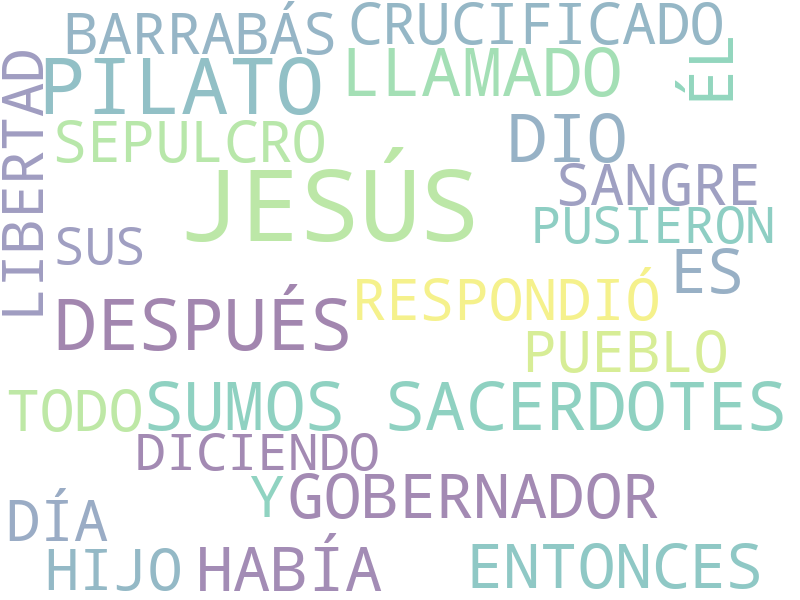 BARRABÁS
CRUCIFICADO
LIBERTAD
PILATO
LLAMADO
ÉL
SEPULCRO
DIO
JESÚS
SANGRE
PUSIERON
SUS
ES
DESPUÉS
RESPONDIÓ
PUEBLO
TODO
SUMOS SACERDOTES
DICIENDO
Y
GOBERNADOR
DÍA
HIJO
HABÍA
ENTONCES